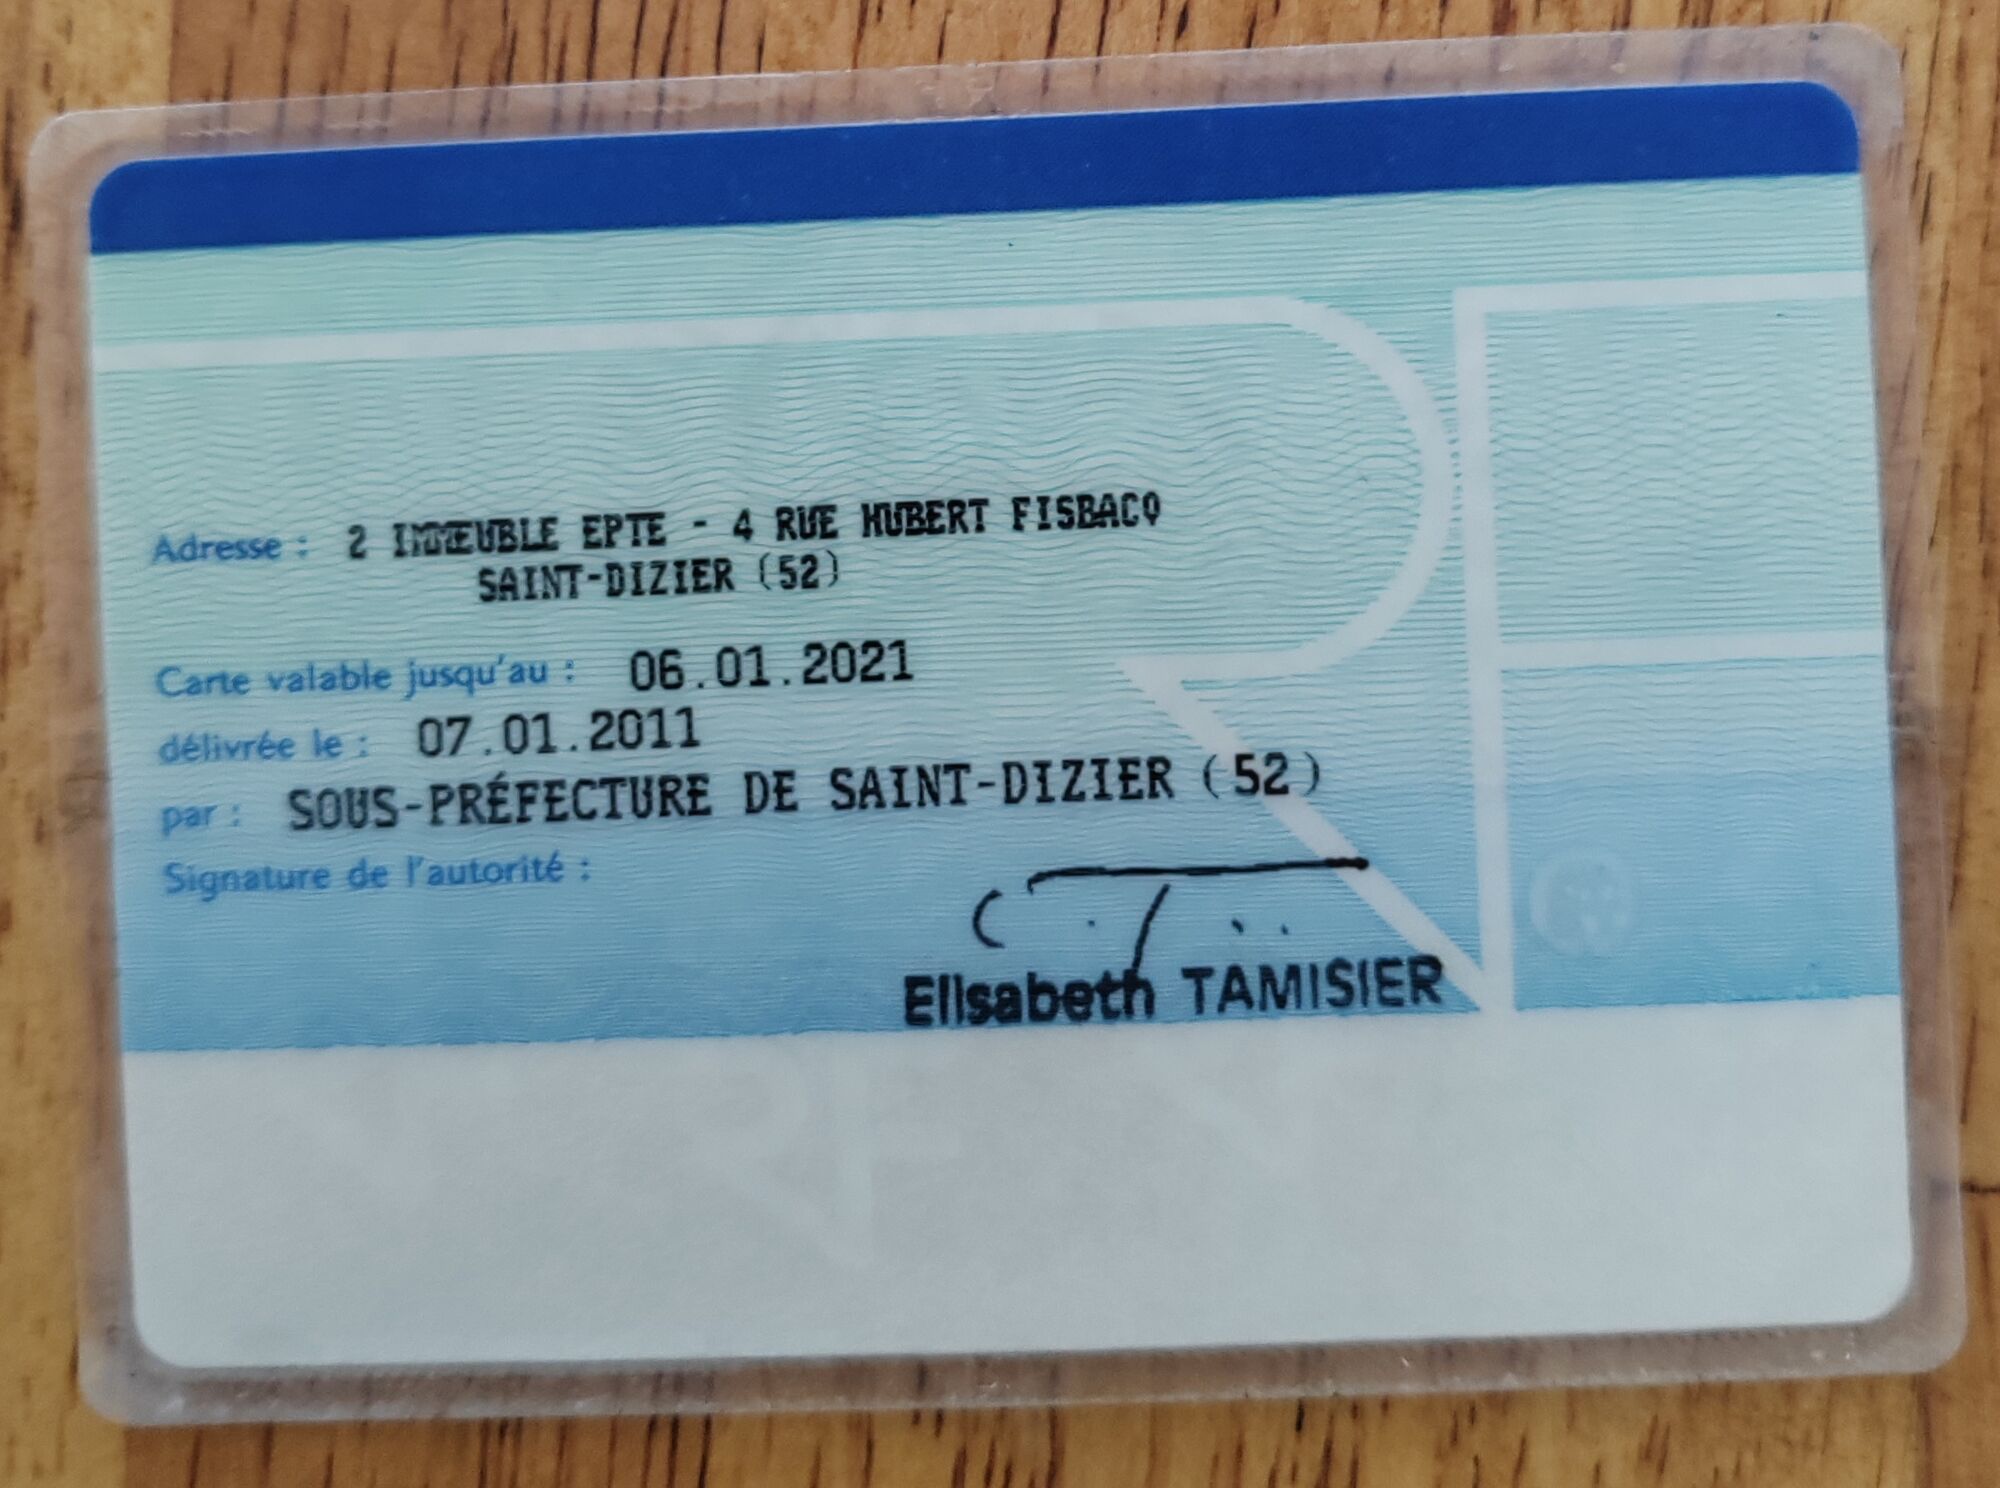 Adresse : 2 IMMEUBLE EPTE - 4 RUE HUBERT FISBACQ
SAINT-DIZIER (52)
Carte valable jusqu'au : 06.01.2021
délivrée le : 07.01.2011
par : SOUS-PRÉFECTURE DE SAINT-DIZIER (52)
Signature de l'autorité :
Elisabeth TAMISIER
RF